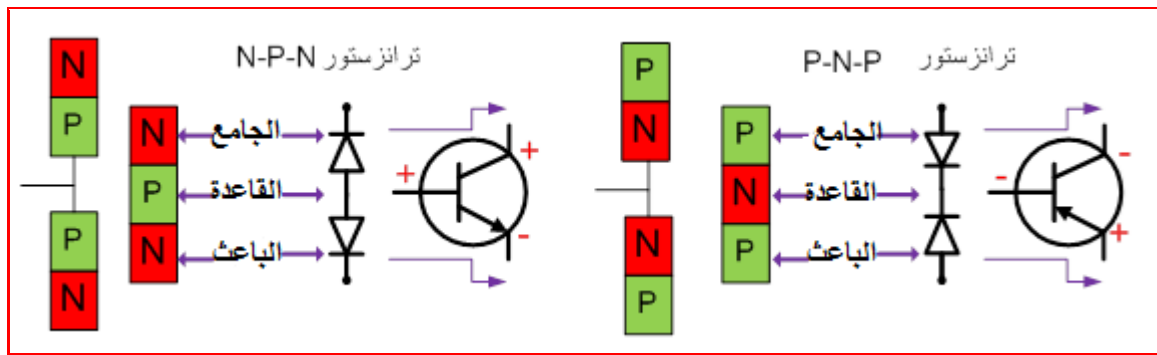 ترانزستور N-P-N
N
P
P
N
N
P
N
الجامع
القاعدة
الباعث
+
+
-
ترانزستور P-N-P
P
N
N
P
P
N
P
الجامع
القاعدة
الباعث
-
-
+